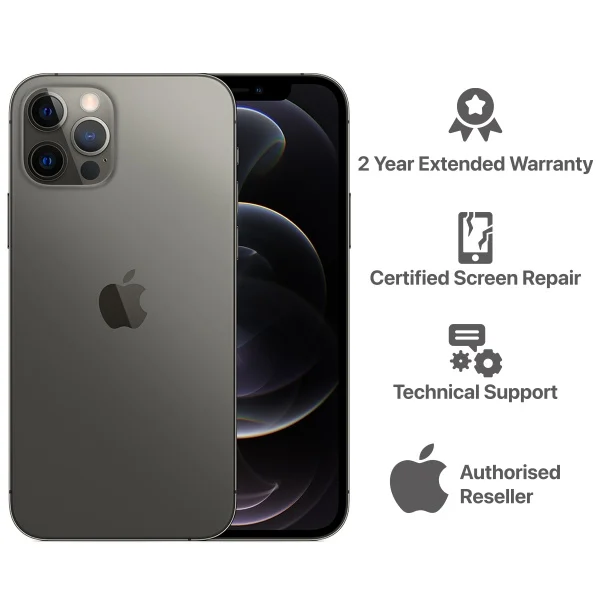 2 Year Extended Warranty
Certified Screen Repair
Technical Support
Authorised
Reseller